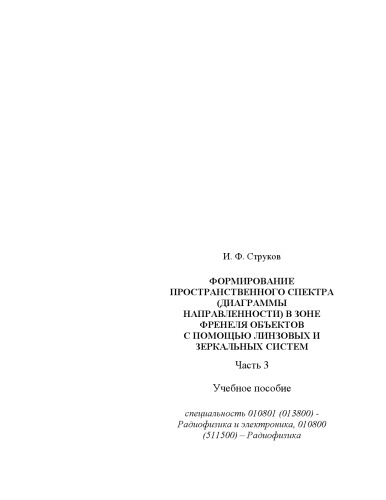 И. Ф. Струков
ФОРМИРОВАНИЕ
ПРОСТРАНСТВЕННОГО СПЕКТРА
(ДИАГРАММЫ
НАПРАВЛЕННОСТИ) В ЗОНЕ
ФРЕНЕЛЯ ОБЪЕКТОВ
С ПОМОЩЬЮ ЛИНЗОВЫХ И
ЗЕРКАЛЬНЫХ СИСТЕМ
Часть 3
Учебное пособие
специальность 010801 (013800) -
Радиофизика и электроника, 010800
(511500) – Радиофизика